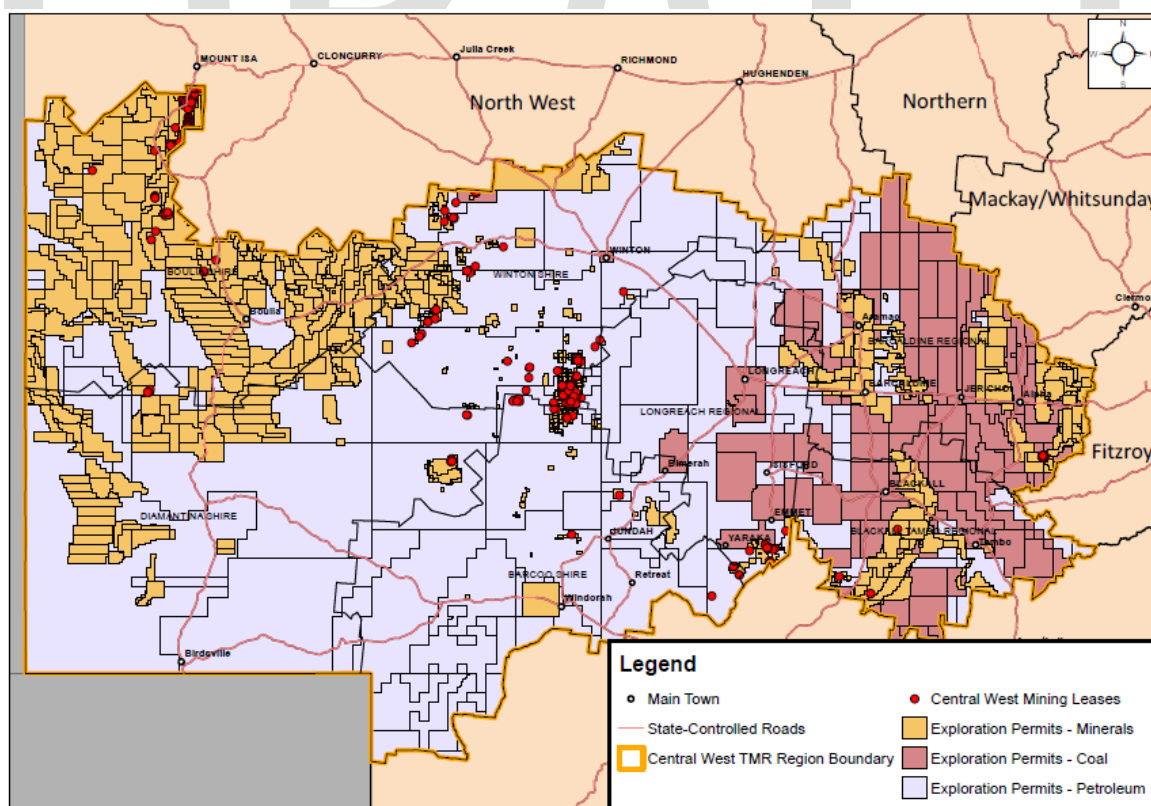 N
W
S
MOUNT ISA
CLONCURRY
Julia Creek
RICHMOND
HUGHENDEN
North West
Northern
Mackay/Whitsunday
WINTON
BOULIA SHIRE
WINTON SHIRE
Boulia
Aramac
BARCALDINE REGIONAL
LONGREACH
BARCALDINE
JERICHO
Alpha
LONGREACH REGIONAL
Fitzroy
ISISFORD
BLACKALL
EMMET
DIAMANTINA SHIRE
JUNDAH
YARAKA
BLACKALL TAMBO REGIONAL
Tambo
BARCOO SHIRE
Retreat
Windorah
Birdsville
Legend
Main Town
State-Controlled Roads
Central West TMR Region Boundary
Central West Mining Leases
Exploration Permits - Minerals
Exploration Permits - Coal
Exploration Permits - Petroleum